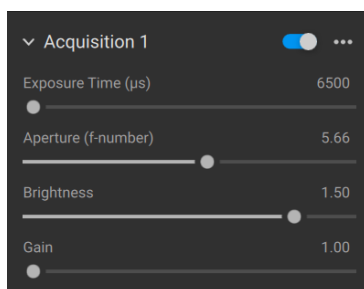 Acquisition 1
Exposure Time (µs) 6500
Aperture (f-number) 5.66
Brightness 1.50
Gain 1.00